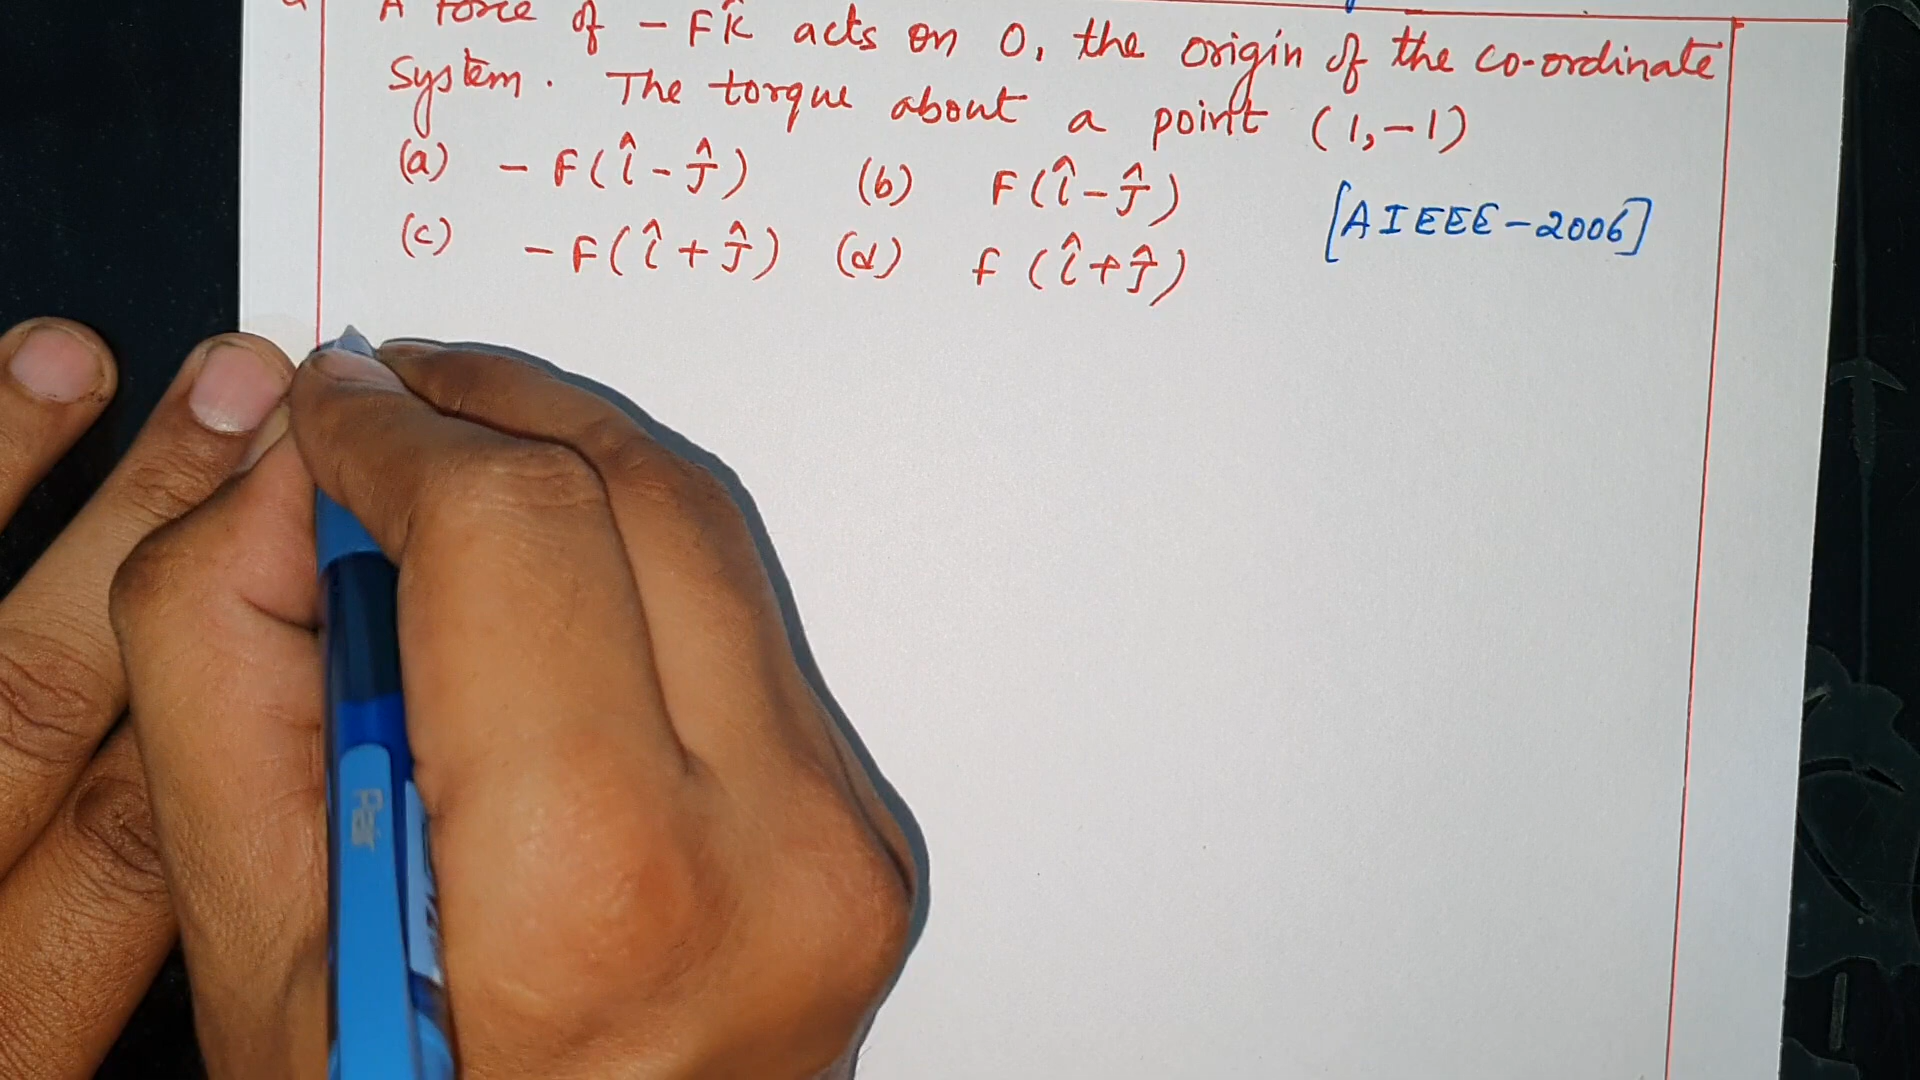 A force of - F k̂ acts on O, the origin of the co-ordinate
system. The torque about a point (1,-1)
(a) - F(î - ĵ) (b) F(î - ĵ)
[AIEEE-2006]
(c) - F(î + ĵ) (d) f (î + ĵ)